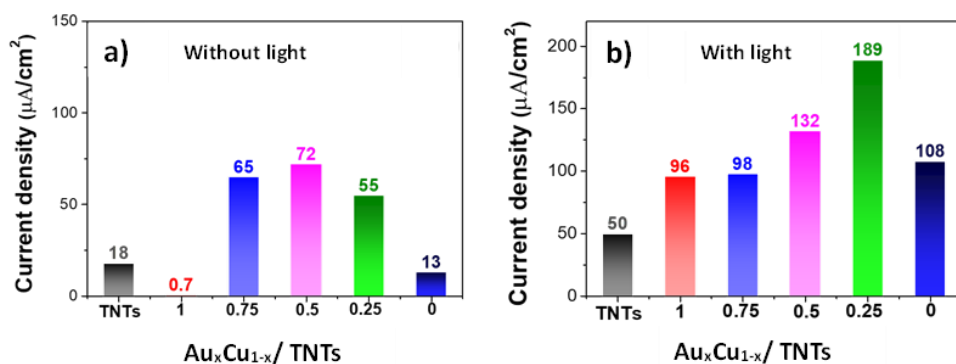 a)
Without light
Current density (μA/cm²)
150
100
50
0
18
0.7
65
72
55
13
TNTs 1 0.75 0.5 0.25 0
AuₓCu₁₋ₓ/ TNTs
b)
With light
Current density (μA/cm²)
200
150
100
50
0
50
96
98
132
189
108
TNTs 1 0.75 0.5 0.25 0
AuₓCu₁₋ₓ/ TNTs